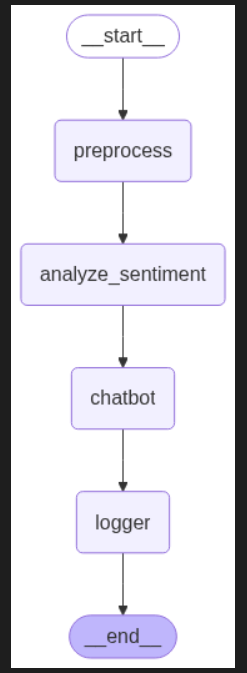 __start__
preprocess
analyze_sentiment
chatbot
logger
__end__